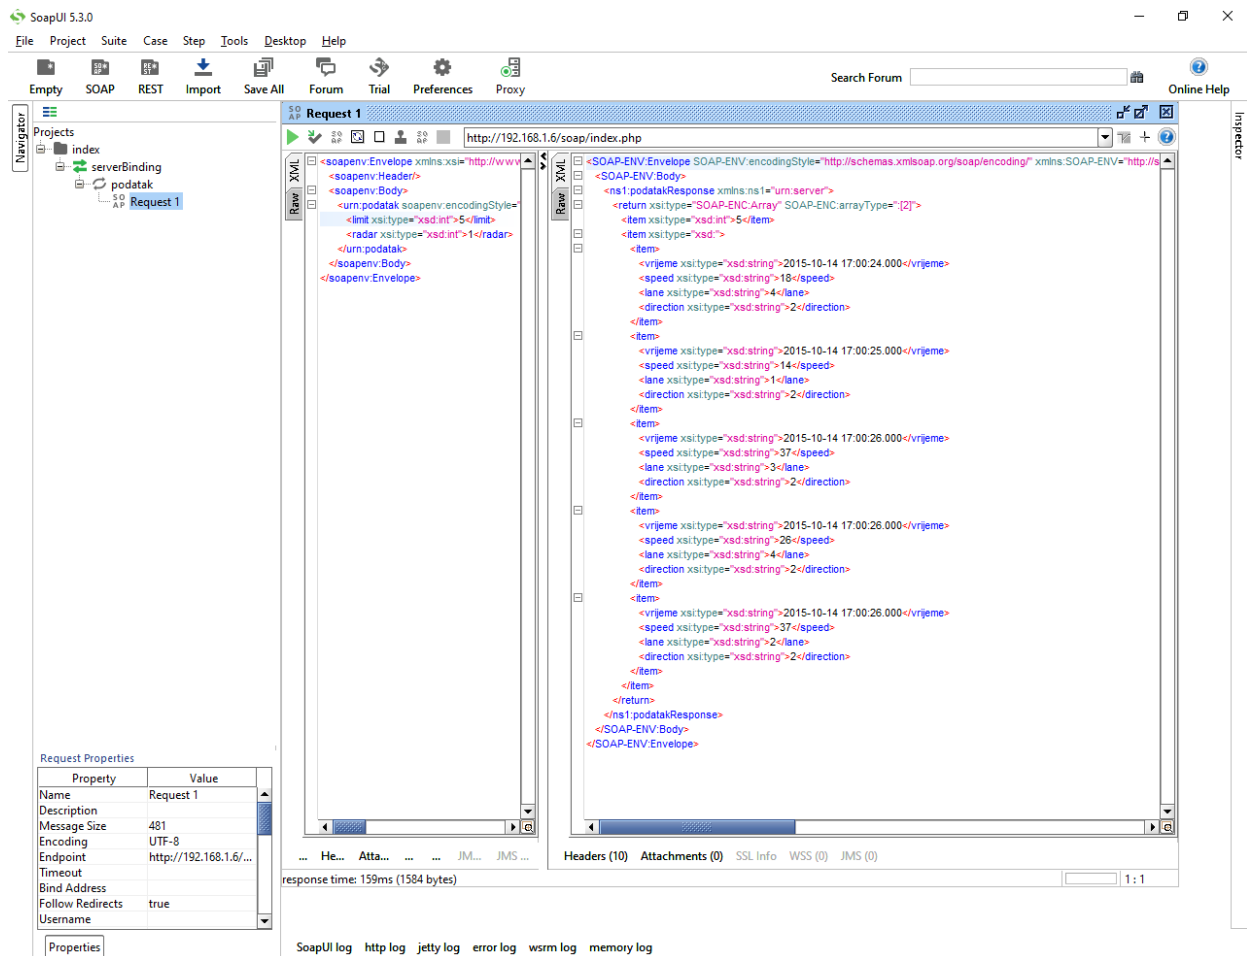 SoapUI 5.3.0
File Project Suite Case Step Tools Desktop Help
Empty SOAP REST Import Save All Forum Trial Preferences Proxy Search Forum Online Help
Navigator
Projects
index
serverBinding
podatak
SO AP Request 1
Request Properties
Property Value
Name Request 1
Description
Message Size 481
Encoding UTF-8
Endpoint http://192.168.1.6/...
Timeout
Bind Address
Follow Redirects true
Username
Properties
SO AP Request 1
http://192.168.1.6/soap/index.php
XML
Raw
<soapenv:Envelope xmlns:xsi="http://www
<soapenv:Header/>
<soapenv:Body>
<urn:podatak soapenv:encodingStyle="
<limit xsi:type="xsd:int">5</limit>
<radar xsi:type="xsd:int">1</radar>
</urn:podatak>
</soapenv:Body>
</soapenv:Envelope>
... He... Atta... ... ... JM... JMS ...
XML
Raw
<SOAP-ENV:Envelope SOAP-ENV:encodingStyle="http://schemas.xmlsoap.org/soap/encoding/" xmlns:SOAP-ENV="http://s
<SOAP-ENV:Body>
<ns1:podatakResponse xmlns:ns1="urn:server">
<return xsi:type="SOAP-ENC:Array" SOAP-ENC:arrayType=":[2]">
<item xsi:type="xsd:int">5</item>
<item xsi:type="xsd:">
<item>
<vrijeme xsi:type="xsd:string">2015-10-14 17:00:24.000</vrijeme>
<speed xsi:type="xsd:string">18</speed>
<lane xsi:type="xsd:string">4</lane>
<direction xsi:type="xsd:string">2</direction>
</item>
<item>
<vrijeme xsi:type="xsd:string">2015-10-14 17:00:25.000</vrijeme>
<speed xsi:type="xsd:string">14</speed>
<lane xsi:type="xsd:string">1</lane>
<direction xsi:type="xsd:string">2</direction>
</item>
<item>
<vrijeme xsi:type="xsd:string">2015-10-14 17:00:26.000</vrijeme>
<speed xsi:type="xsd:string">37</speed>
<lane xsi:type="xsd:string">3</lane>
<direction xsi:type="xsd:string">2</direction>
</item>
<item>
<vrijeme xsi:type="xsd:string">2015-10-14 17:00:26.000</vrijeme>
<speed xsi:type="xsd:string">26</speed>
<lane xsi:type="xsd:string">4</lane>
<direction xsi:type="xsd:string">2</direction>
</item>
<item>
<vrijeme xsi:type="xsd:string">2015-10-14 17:00:26.000</vrijeme>
<speed xsi:type="xsd:string">37</speed>
<lane xsi:type="xsd:string">2</lane>
<direction xsi:type="xsd:string">2</direction>
</item>
</item>
</return>
</ns1:podatakResponse>
</SOAP-ENV:Body>
</SOAP-ENV:Envelope>
Headers (10) Attachments (0) SSL Info WSS (0) JMS (0)
response time: 159ms (1584 bytes)
1 : 1
SoapUI log http log jetty log error log wsrm log memory log
Inspector